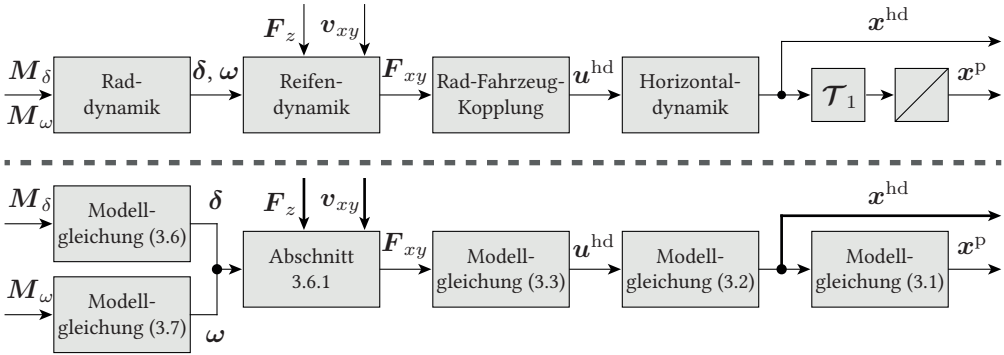 F_z v_xy x^hd
M_δ M_ω Rad-dynamik δ, ω Reifen-dynamik F_xy Rad-Fahrzeug-Kopplung u^hd Horizontal-dynamik 𝒯_1 x^p
M_δ Modell-gleichung (3.6) δ F_z v_xy x^hd
Abschnitt 3.6.1 F_xy Modell-gleichung (3.3) u^hd Modell-gleichung (3.2) Modell-gleichung (3.1) x^p
M_ω Modell-gleichung (3.7) ω